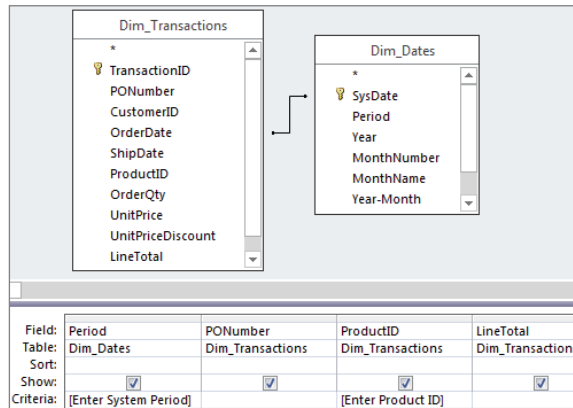 Dim_Transactions
*
TransactionID
PONumber
CustomerID
OrderDate
ShipDate
ProductID
OrderQty
UnitPrice
UnitPriceDiscount
LineTotal
Dim_Dates
*
SysDate
Period
Year
MonthNumber
MonthName
Year-Month
Field: Period PONumber ProductID LineTotal
Table: Dim_Dates Dim_Transactions Dim_Transactions Dim_Transaction
Sort:
Show:
Criteria: [Enter System Period] [Enter Product ID]